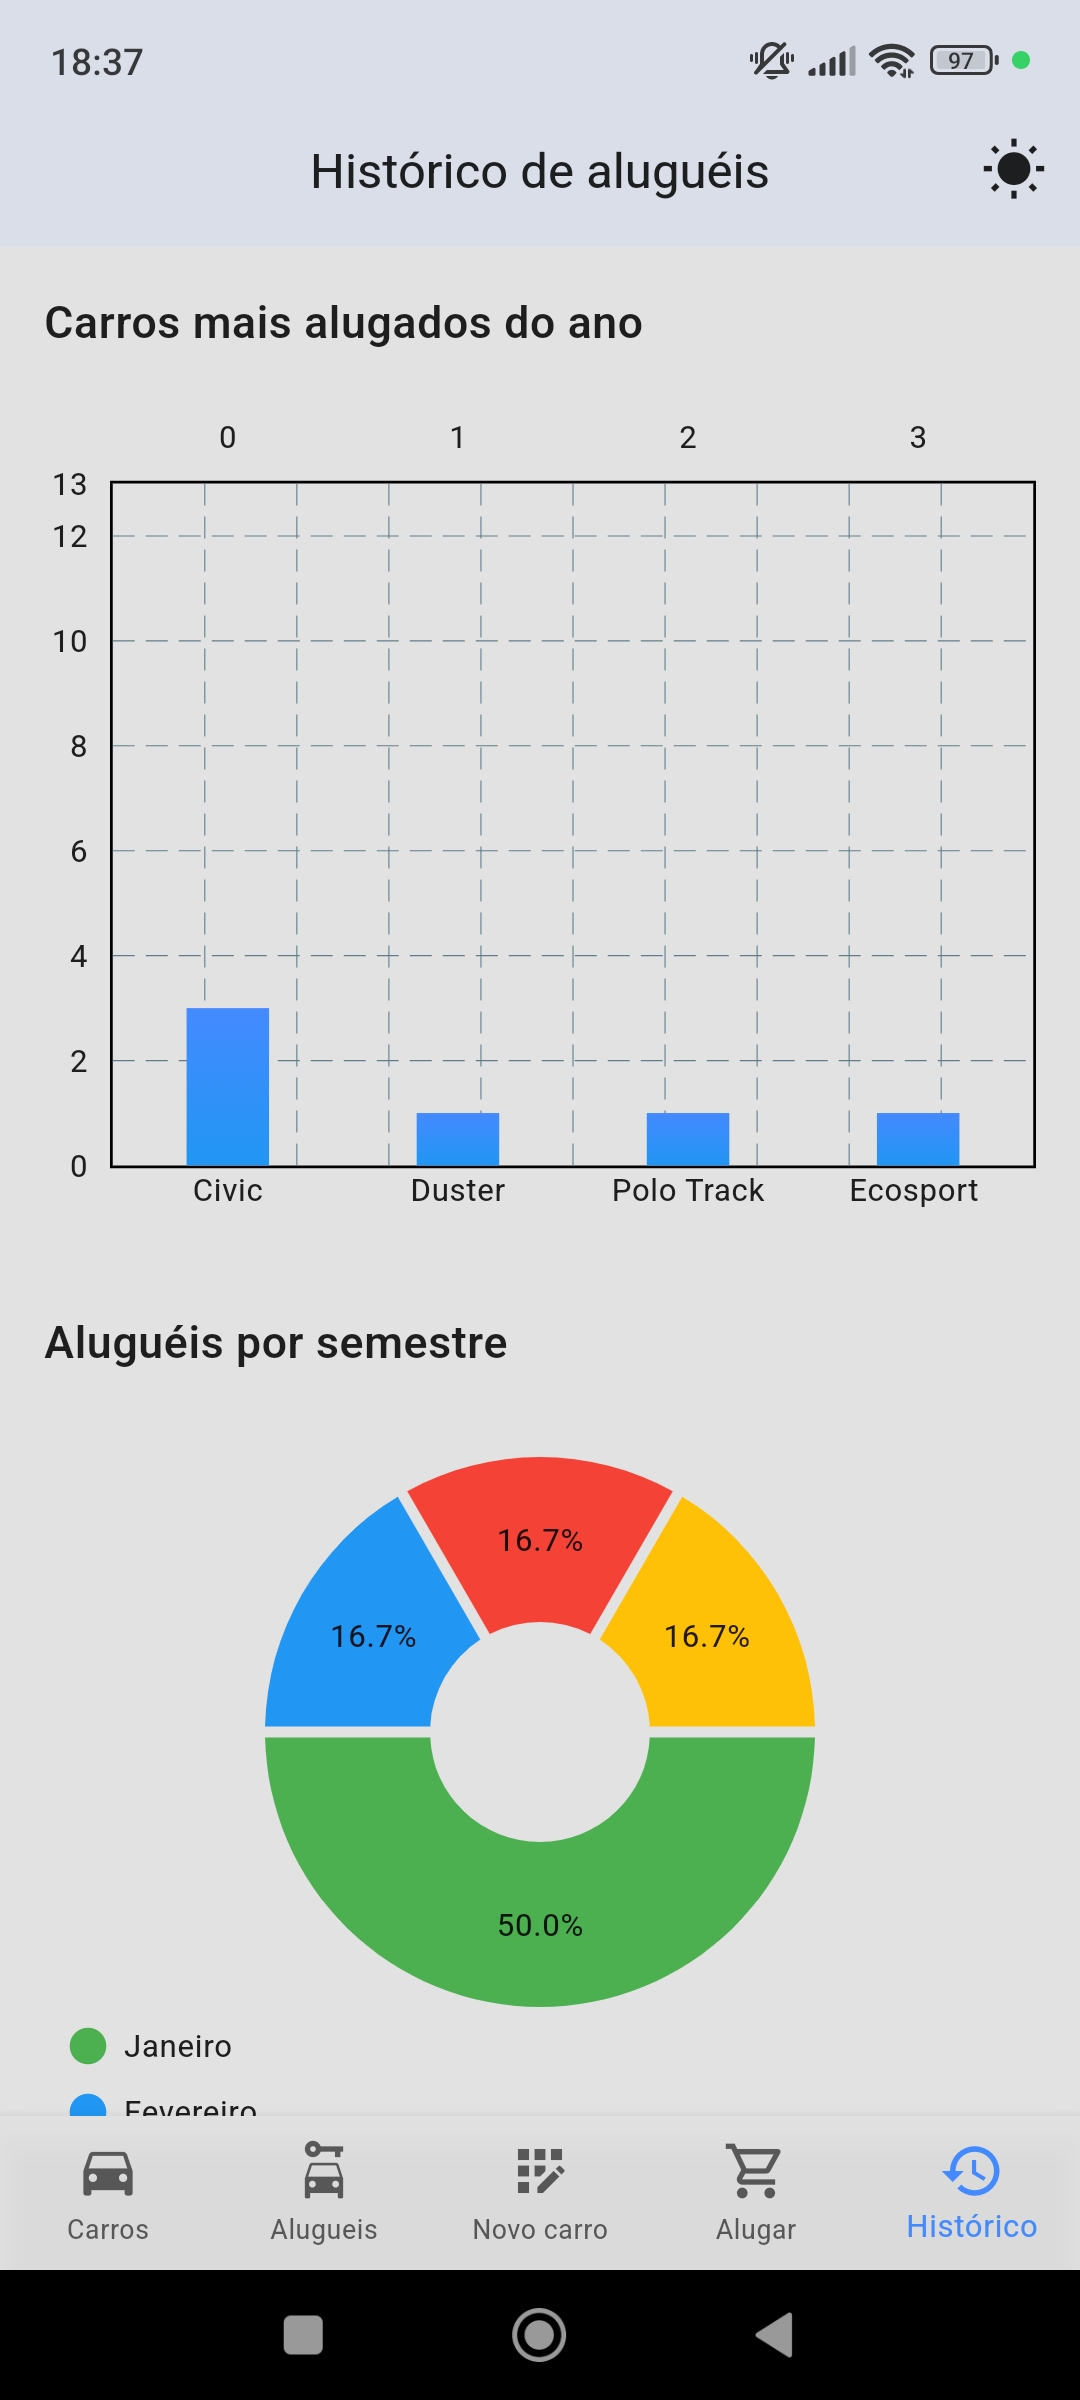 18:37
97
Histórico de aluguéis
Carros mais alugados do ano
0 1 2 3
13
12
10
8
6
4
2
0
Civic Duster Polo Track Ecosport
Aluguéis por semestre
16.7%
16.7% 16.7%
50.0%
Janeiro
Fevereiro
Carros Alugueis Novo carro Alugar Histórico